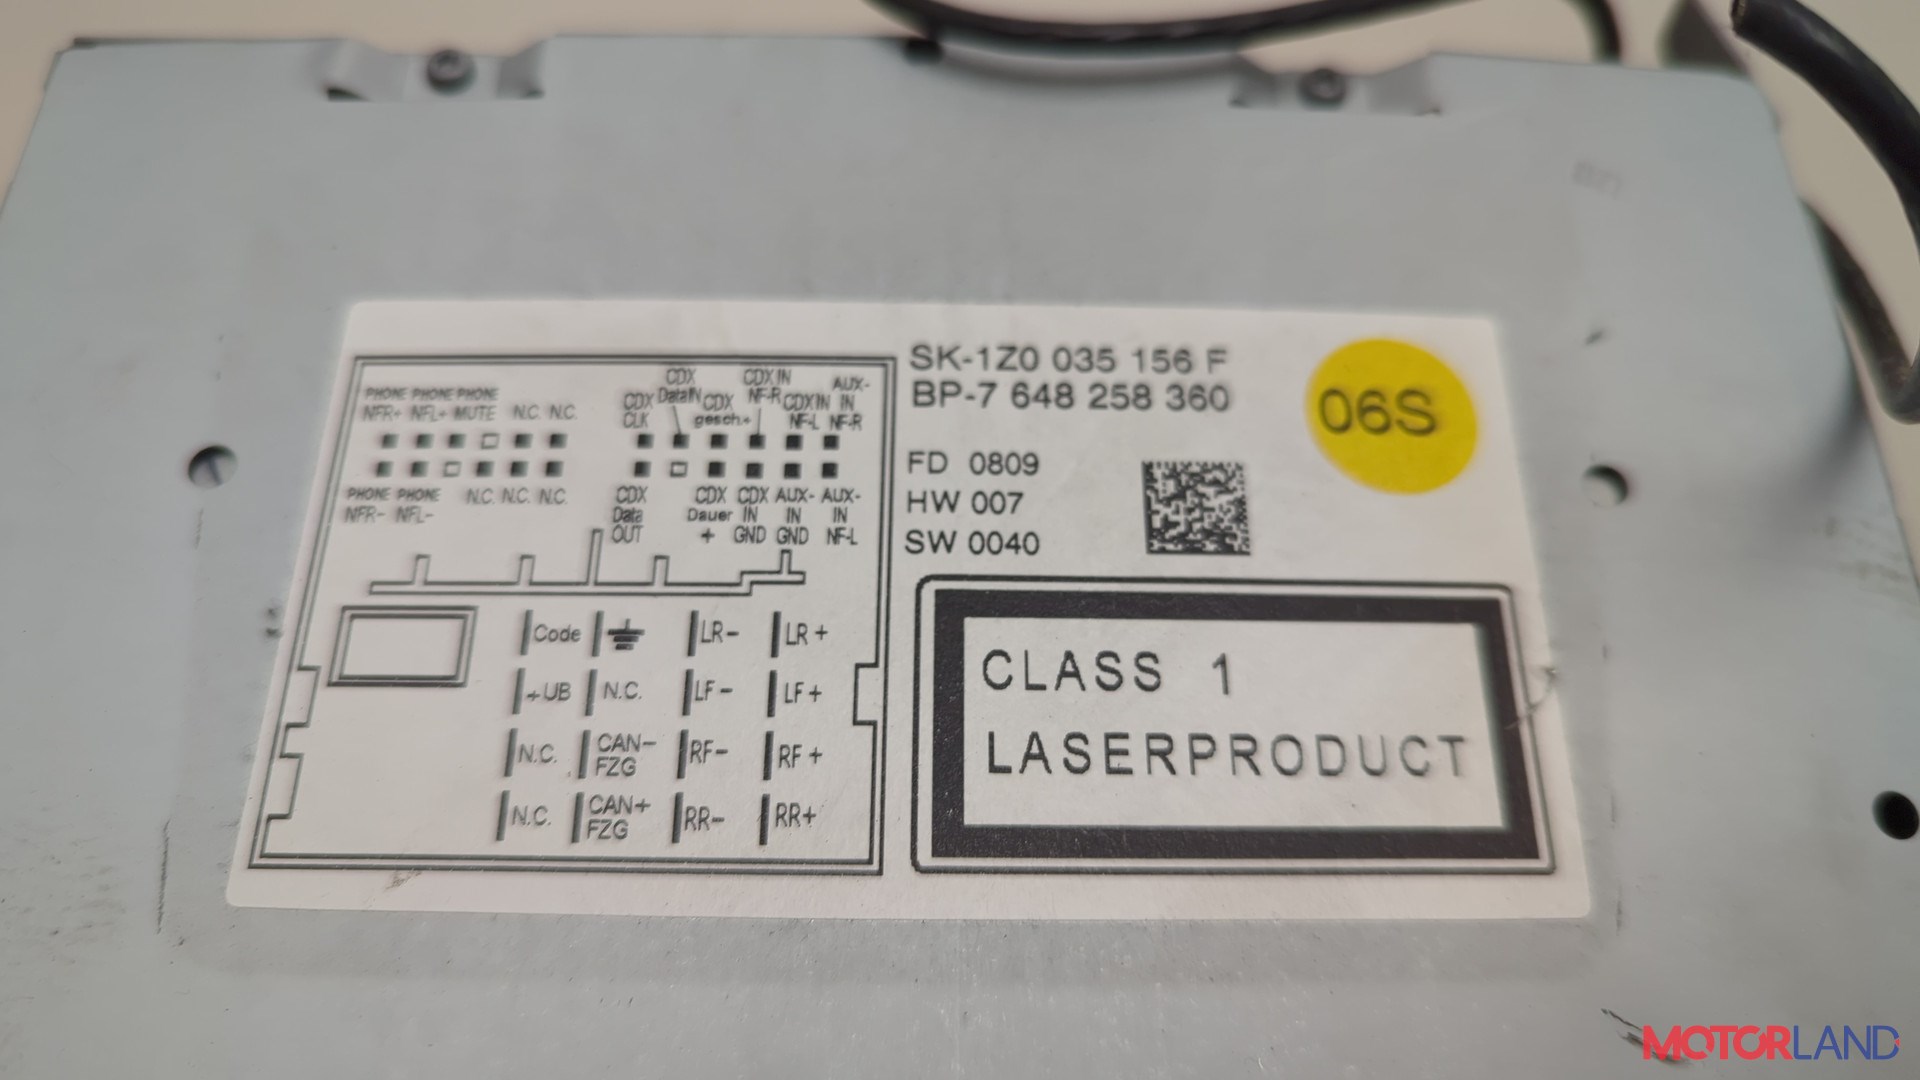 SK-1Z0 035 156 F
BP-7 648 258 360
06S
FD 0809
HW 007
SW 0040
CLASS 1
LASERPRODUCT
PHONE PHONE PHONE
NFR+ NFL+ MUTE N.C. N.C.
CDX CLK
CDX DataIN
CDX gesch.+
CDX IN NF-R
CDX IN NF-L
AUX-IN NF-R
PHONE PHONE
NFR- NFL-
N.C. N.C. N.C.
CDX Data OUT
CDX Dauer +
CDX IN GND
AUX-IN GND
AUX-IN NF-L
Code LR- LR+
+UB N.C. LF- LF+
N.C. CAN- FZG RF- RF+
N.C. CAN+ FZG RR- RR+
MOTORLAND